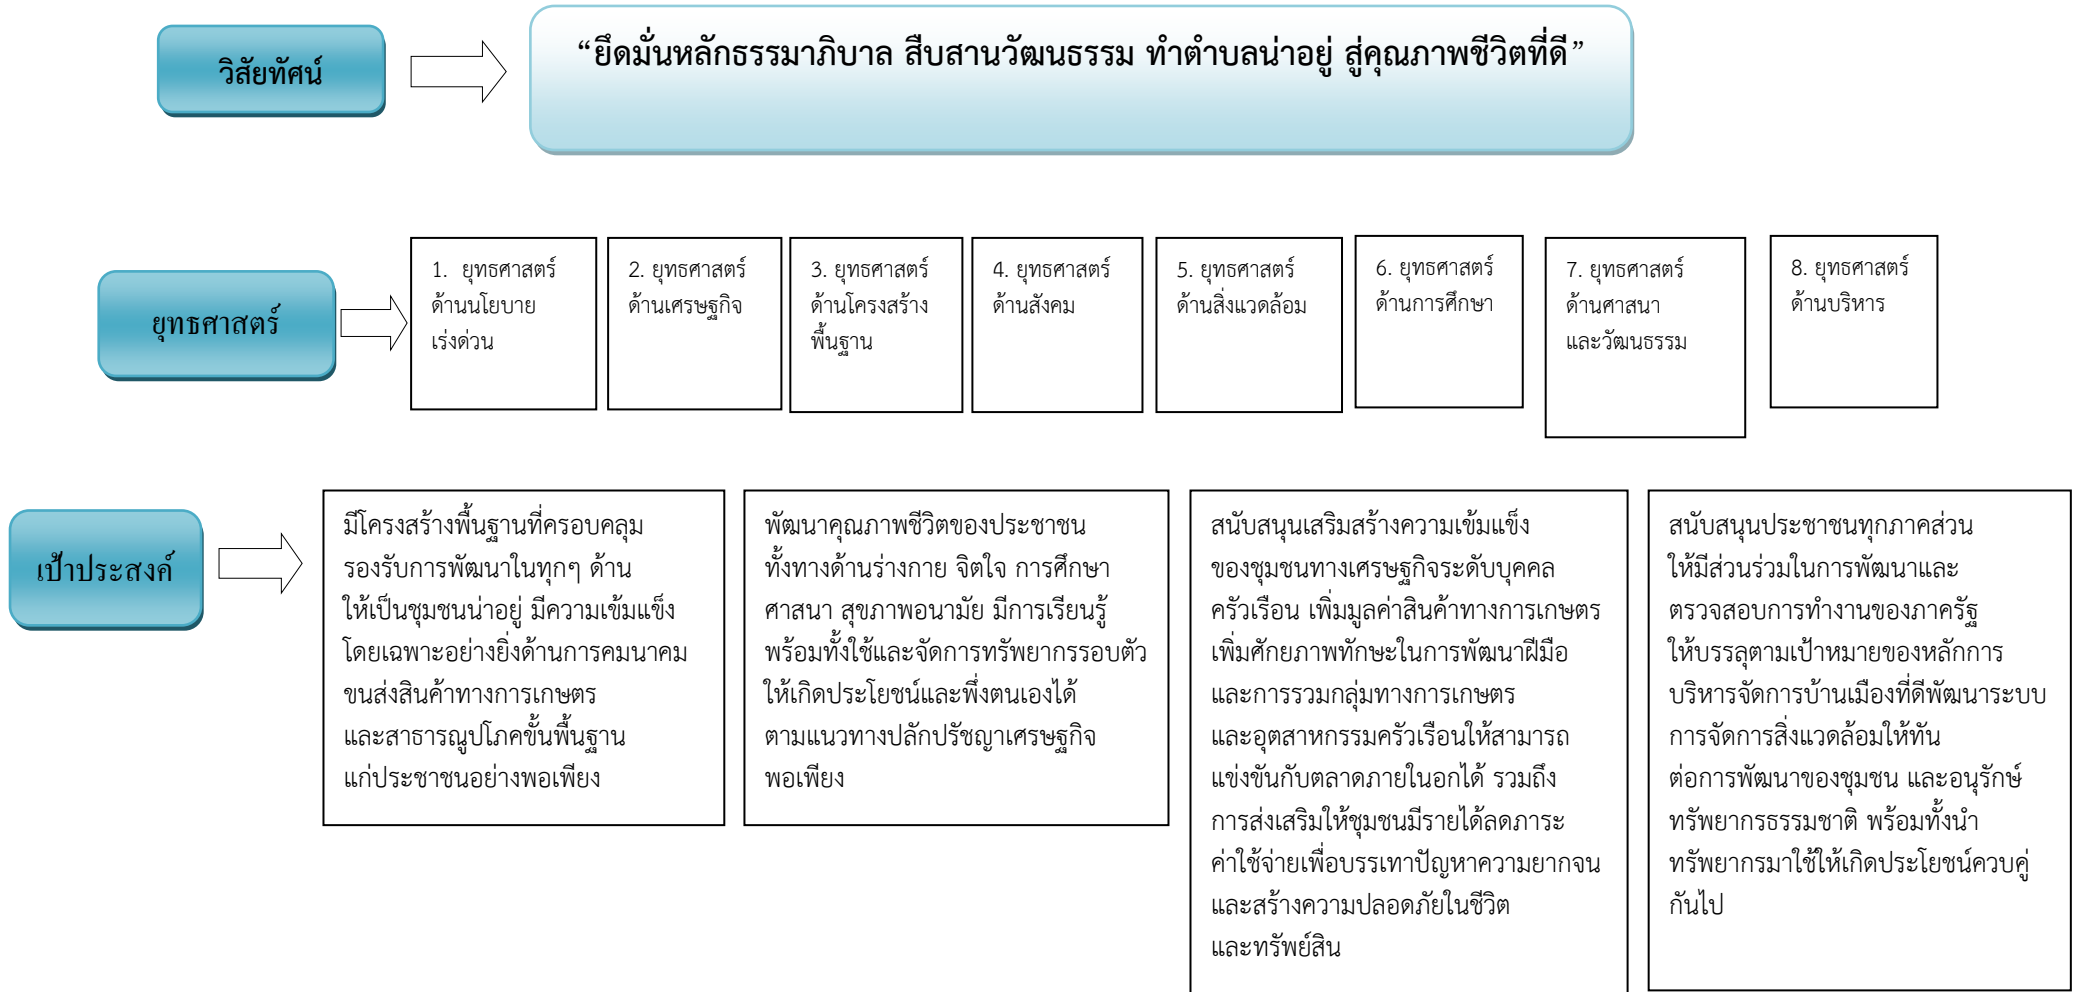 วิสัยทัศน์
“ยึดมั่นหลักธรรมาภิบาล สืบสานวัฒนธรรม ทำตำบลน่าอยู่ สู่คุณภาพชีวิตที่ดี”
ยุทธศาสตร์
1. ยุทธศาสตร์
ด้านนโยบาย
เร่งด่วน
2. ยุทธศาสตร์
ด้านเศรษฐกิจ
3. ยุทธศาสตร์
ด้านโครงสร้าง
พื้นฐาน
4. ยุทธศาสตร์
ด้านสังคม
5. ยุทธศาสตร์
ด้านสิ่งแวดล้อม
6. ยุทธศาสตร์
ด้านการศึกษา
7. ยุทธศาสตร์
ด้านศาสนา
และวัฒนธรรม
8. ยุทธศาสตร์
ด้านบริหาร
เป้าประสงค์
มีโครงสร้างพื้นฐานที่ครอบคลุม
รองรับการพัฒนาในทุกๆ ด้าน
ให้เป็นชุมชนน่าอยู่ มีความเข้มแข็ง
โดยเฉพาะอย่างยิ่งด้านการคมนาคม
ขนส่งสินค้าทางการเกษตร
และสาธารณูปโภคขั้นพื้นฐาน
แก่ประชาชนอย่างพอเพียง
พัฒนาคุณภาพชีวิตของประชาชน
ทั้งทางด้านร่างกาย จิตใจ การศึกษา
ศาสนา สุขภาพอนามัย มีการเรียนรู้
พร้อมทั้งใช้และจัดการทรัพยากรรอบตัว
ให้เกิดประโยชน์และพึ่งตนเองได้
ตามแนวทางปลักปรัชญาเศรษฐกิจ
พอเพียง
สนับสนุนเสริมสร้างความเข้มแข็ง
ของชุมชนทางเศรษฐกิจระดับบุคคล
ครัวเรือน เพิ่มมูลค่าสินค้าทางการเกษตร
เพิ่มศักยภาพทักษะในการพัฒนาฝีมือ
และการรวมกลุ่มทางการเกษตร
และอุตสาหกรรมครัวเรือนให้สามารถ
แข่งขันกับตลาดภายในอกได้ รวมถึง
การส่งเสริมให้ชุมชนมีรายได้ลดภาระ
ค่าใช้จ่ายเพื่อบรรเทาปัญหาความยากจน
และสร้างความปลอดภัยในชีวิต
และทรัพย์สิน
สนับสนุนประชาชนทุกภาคส่วน
ให้มีส่วนร่วมในการพัฒนาและ
ตรวจสอบการทำงานของภาครัฐ
ให้บรรลุตามเป้าหมายของหลักการ
บริหารจัดการบ้านเมืองที่ดีพัฒนาระบบ
การจัดการสิ่งแวดล้อมให้ทัน
ต่อการพัฒนาของชุมชน และอนุรักษ์
ทรัพยากรธรรมชาติ พร้อมทั้งนำ
ทรัพยากรมาใช้ให้เกิดประโยชน์ควบคู่
กันไป